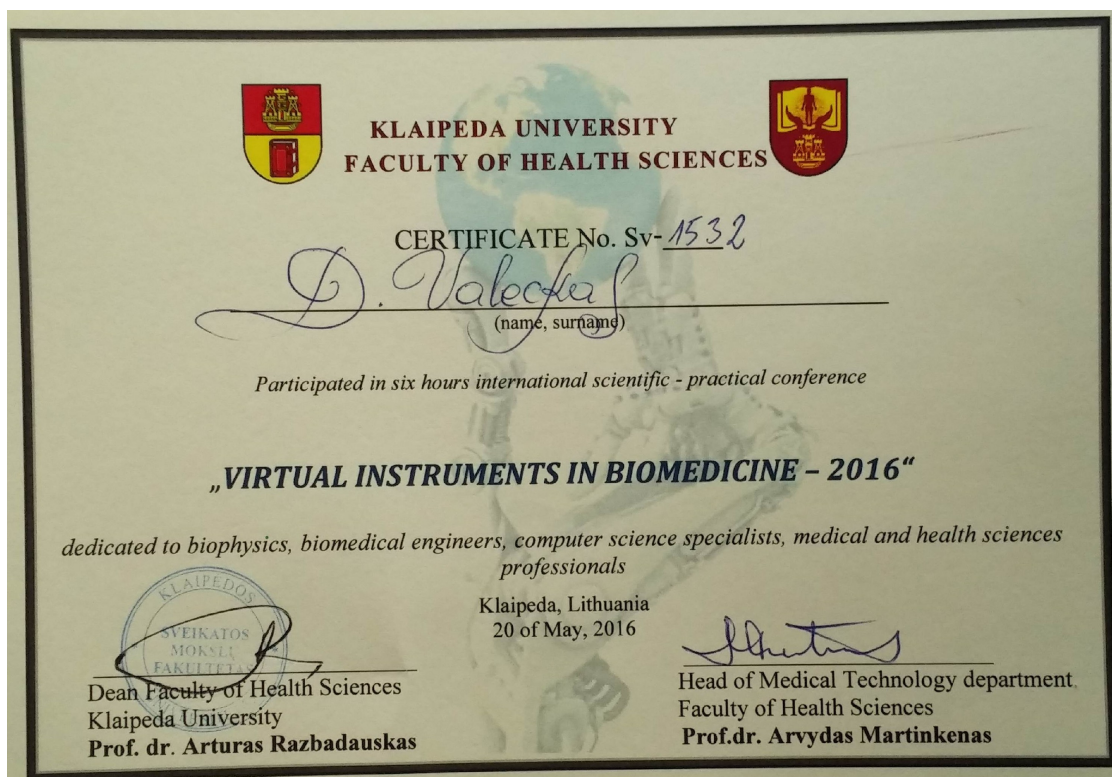 KLAIPEDA UNIVERSITY
FACULTY OF HEALTH SCIENCES
CERTIFICATE No. Sv-1532
D. Valeckas
(name, surname)
Participated in six hours international scientific - practical conference
„VIRTUAL INSTRUMENTS IN BIOMEDICINE – 2016“
dedicated to biophysics, biomedical engineers, computer science specialists, medical and health sciences
professionals
Klaipeda, Lithuania
20 of May, 2016
KLAIPĖDOS
SVEIKATOS
MOKSLŲ
FAKULTETAS
Dean Faculty of Health Sciences
Klaipeda University
Prof. dr. Arturas Razbadauskas
Head of Medical Technology department
Faculty of Health Sciences
Prof.dr. Arvydas Martinkenas